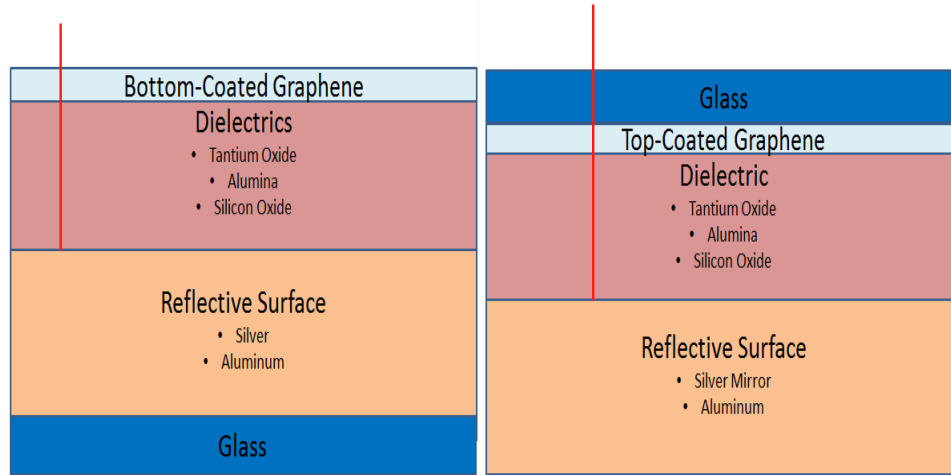 Bottom-Coated Graphene
Dielectrics
• Tantium Oxide
• Alumina
• Silicon Oxide
Reflective Surface
• Silver
• Aluminum
Glass
Glass
Top-Coated Graphene
Dielectric
• Tantium Oxide
• Alumina
• Silicon Oxide
Reflective Surface
• Silver Mirror
• Aluminum